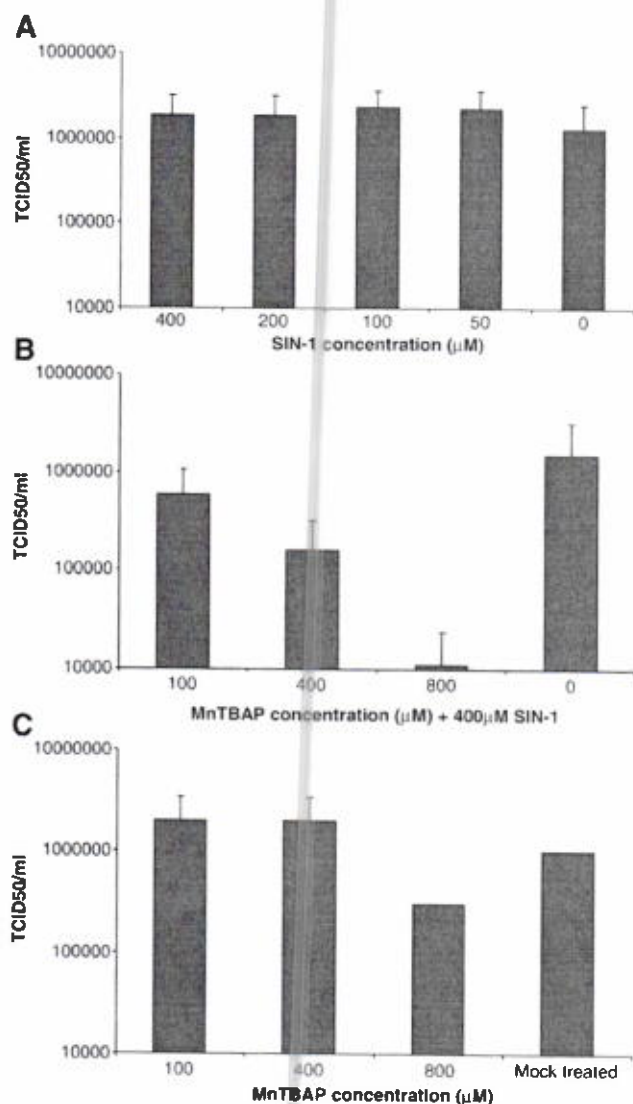 A
10000000
1000000
100000
10000
TCID50/ml
400 200 100 50 0
SIN-1 concentration (µM)
B
10000000
1000000
100000
10000
TCID50/ml
100 400 800 0
MnTBAP concentration (µM) + 400µM SIN-1
C
10000000
1000000
100000
10000
TCID50/ml
100 400 800 Mock treated
MnTBAP concentration (µM)